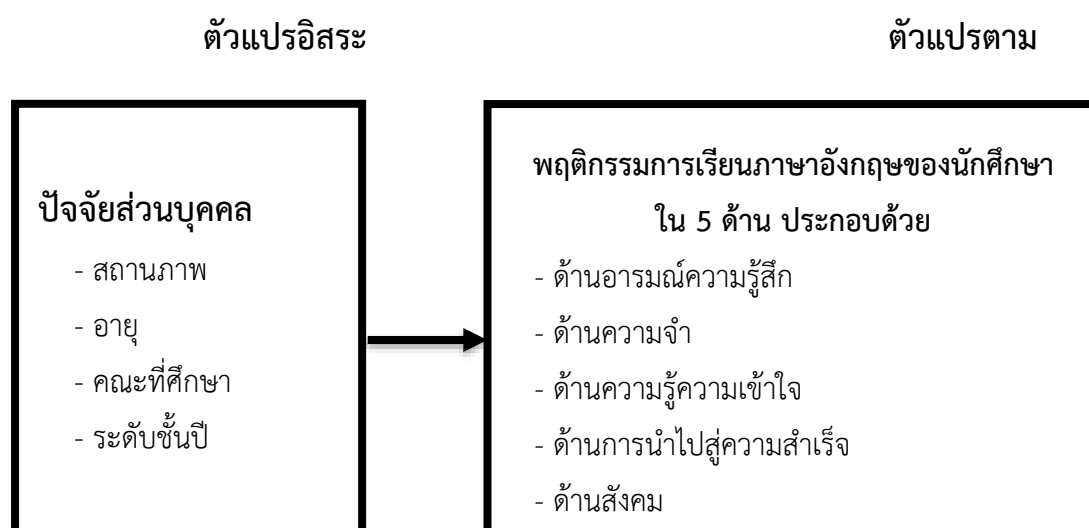 ตัวแปรอิสระ
ตัวแปรตาม
ปัจจัยส่วนบุคคล
- สถานภาพ
- อายุ
- คณะที่ศึกษา
- ระดับชั้นปี
พฤติกรรมการเรียนภาษาอังกฤษของนักศึกษา
ใน 5 ด้าน ประกอบด้วย
- ด้านอารมณ์ความรู้สึก
- ด้านความจำ
- ด้านความรู้ความเข้าใจ
- ด้านการนำไปสู่ความสำเร็จ
- ด้านสังคม